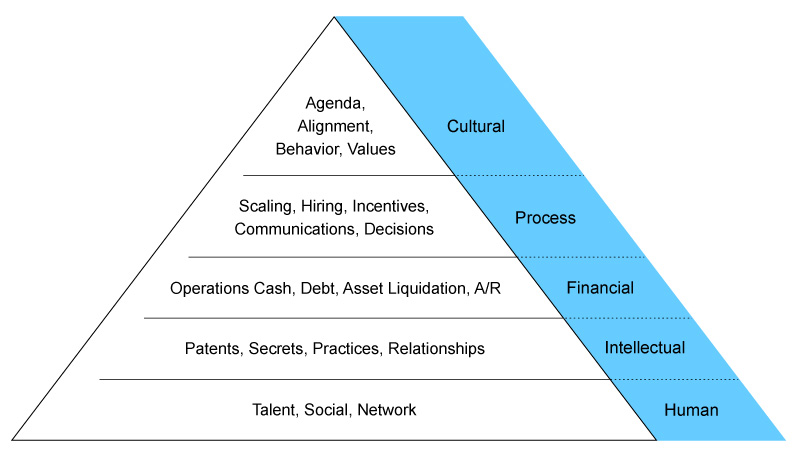 Agenda,
Alignment,
Behavior, Values
Cultural
Scaling, Hiring, Incentives,
Communications, Decisions
Process
Operations Cash, Debt, Asset Liquidation, A/R
Financial
Patents, Secrets, Practices, Relationships
Intellectual
Talent, Social, Network
Human